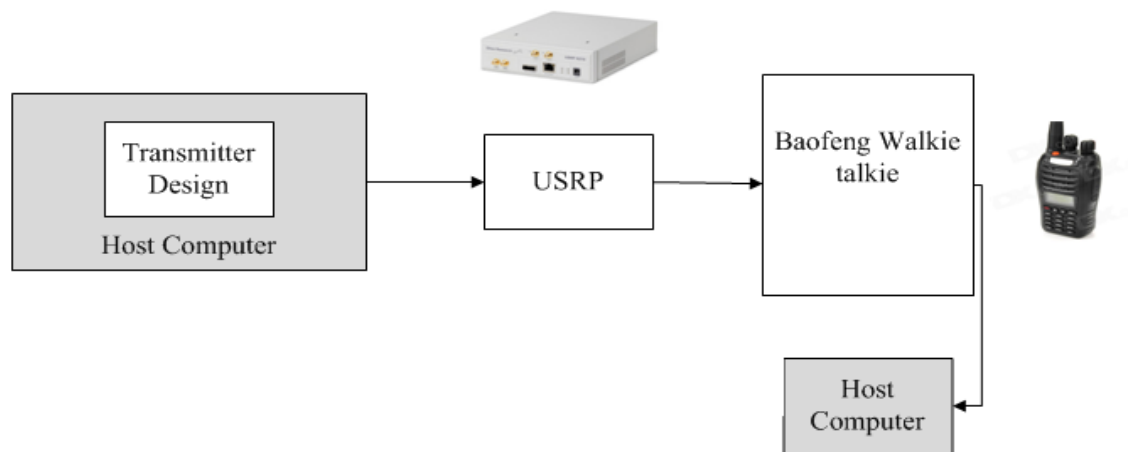 Transmitter
Design
Host Computer
USRP
Baofeng Walkie
talkie
Host
Computer